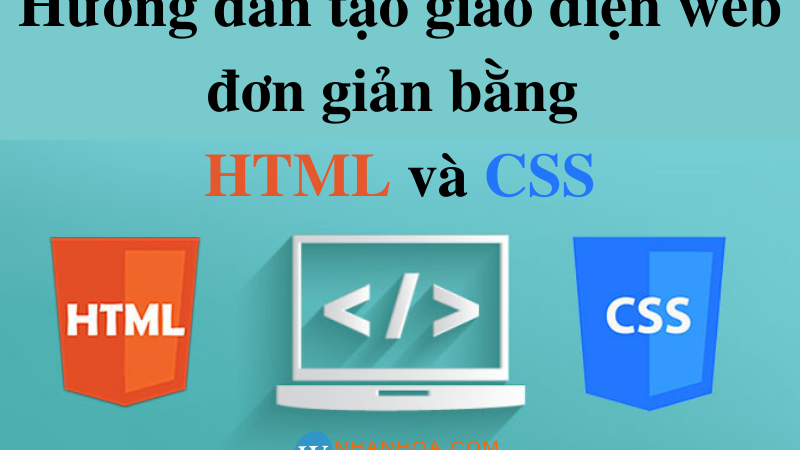 Hướng dẫn tạo giao diện web
đơn giản bằng
HTML và CSS
HTML
</>
CSS
W NHANHOA.COM